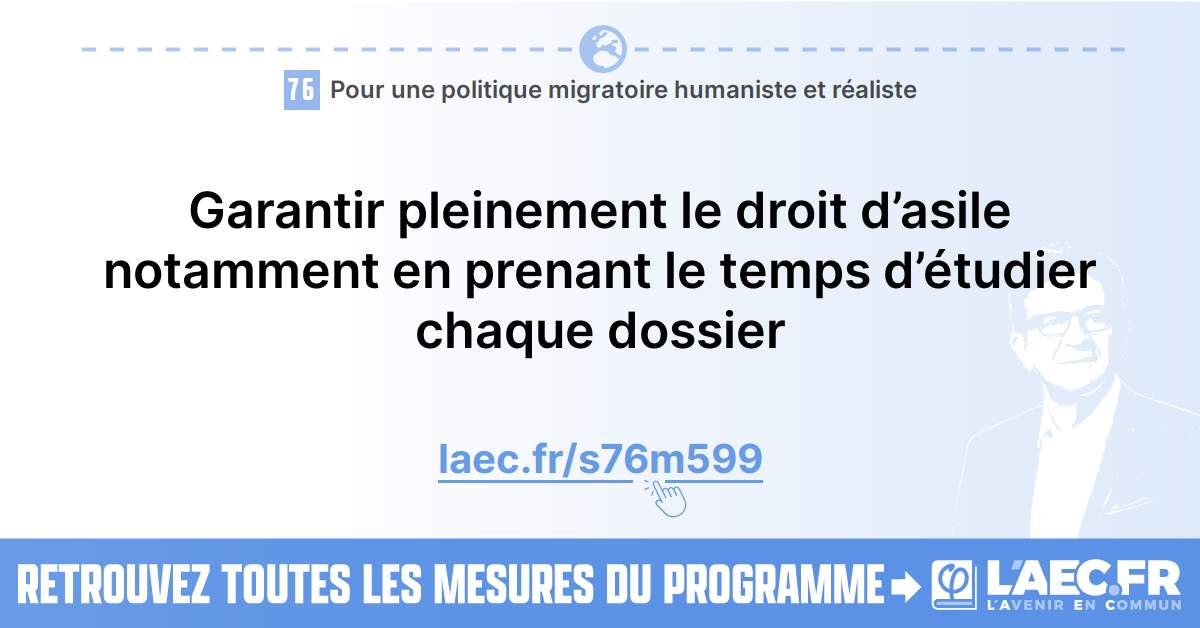 76 Pour une politique migratoire humaniste et réaliste
Garantir pleinement le droit d’asile
notamment en prenant le temps d’étudier
chaque dossier
laec.fr/s76m599
RETROUVEZ TOUTES LES MESURES DU PROGRAMME
φ L'AEC.FR
L'AVENIR EN COMMUN